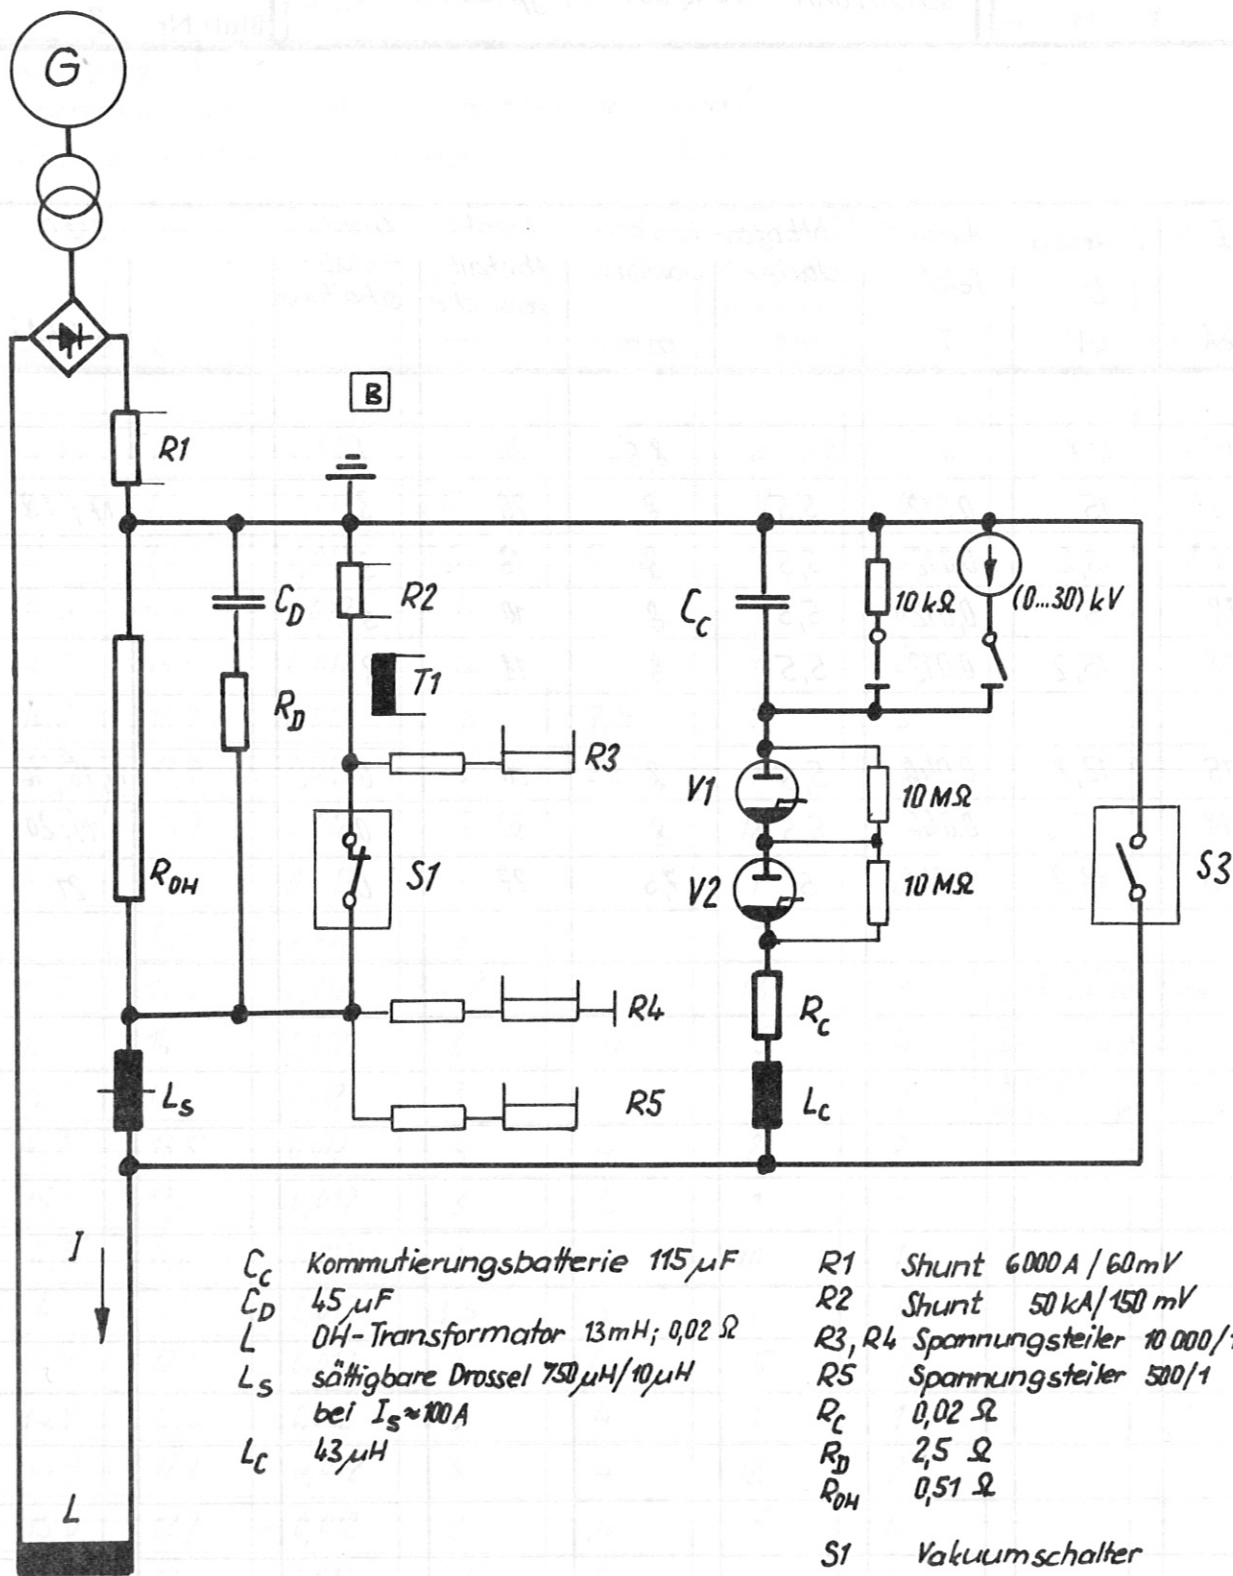 G
R1
B
C_D
R2
C_C
10 kΩ
(0...30) kV
R_D
T1
R3
V1
10 MΩ
R_OH
S1
V2
10 MΩ
S3
R4
R_C
L_S
R5
L_C
I
L
C_C Kommutierungsbatterie 115 µF
C_D 45 µF
L OH-Transformator 13 mH; 0,02 Ω
L_S sättigbare Drossel 750 µH/10 µH
bei I_S ≈ 100 A
L_C 43 µH
R1 Shunt 6000 A / 60 mV
R2 Shunt 50 kA/150 mV
R3, R4 Spannungsteiler 10 000/1
R5 Spannungsteiler 500/1
R_C 0,02 Ω
R_D 2,5 Ω
R_OH 0,51 Ω
S1 Vakuumschalter